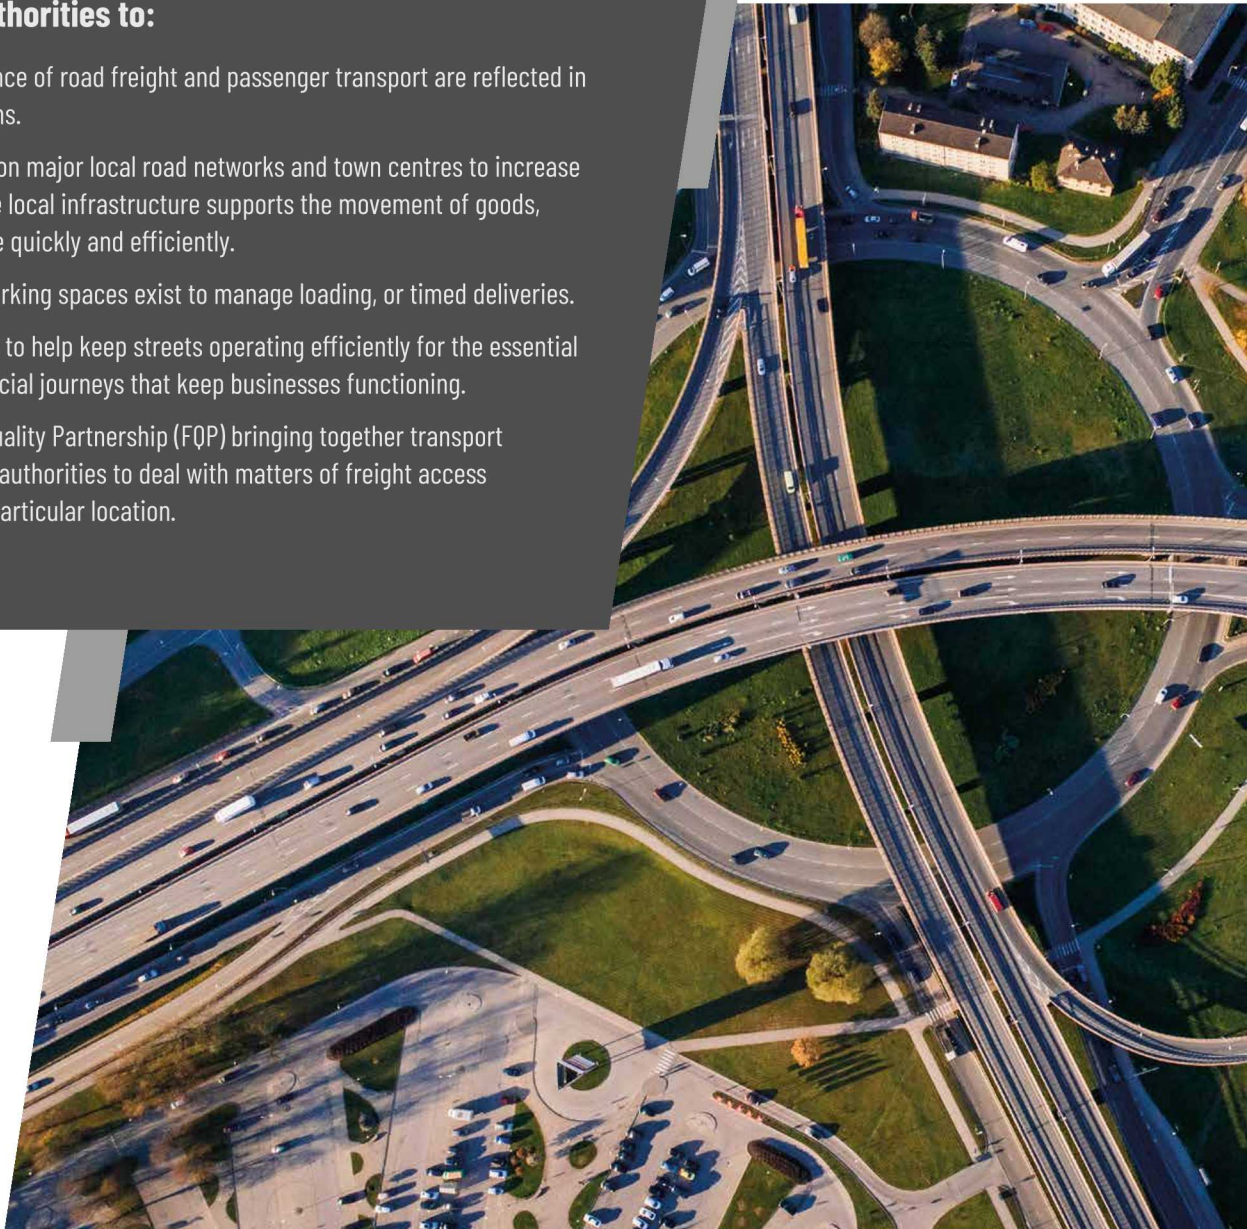 thorities to:
nce of road freight and passenger transport are reflected in
ns.
on major local road networks and town centres to increase
e local infrastructure supports the movement of goods,
e quickly and efficiently.
rking spaces exist to manage loading, or timed deliveries.
to help keep streets operating efficiently for the essential
cial journeys that keep businesses functioning.
uality Partnership (FQP) bringing together transport
authorities to deal with matters of freight access
articular location.